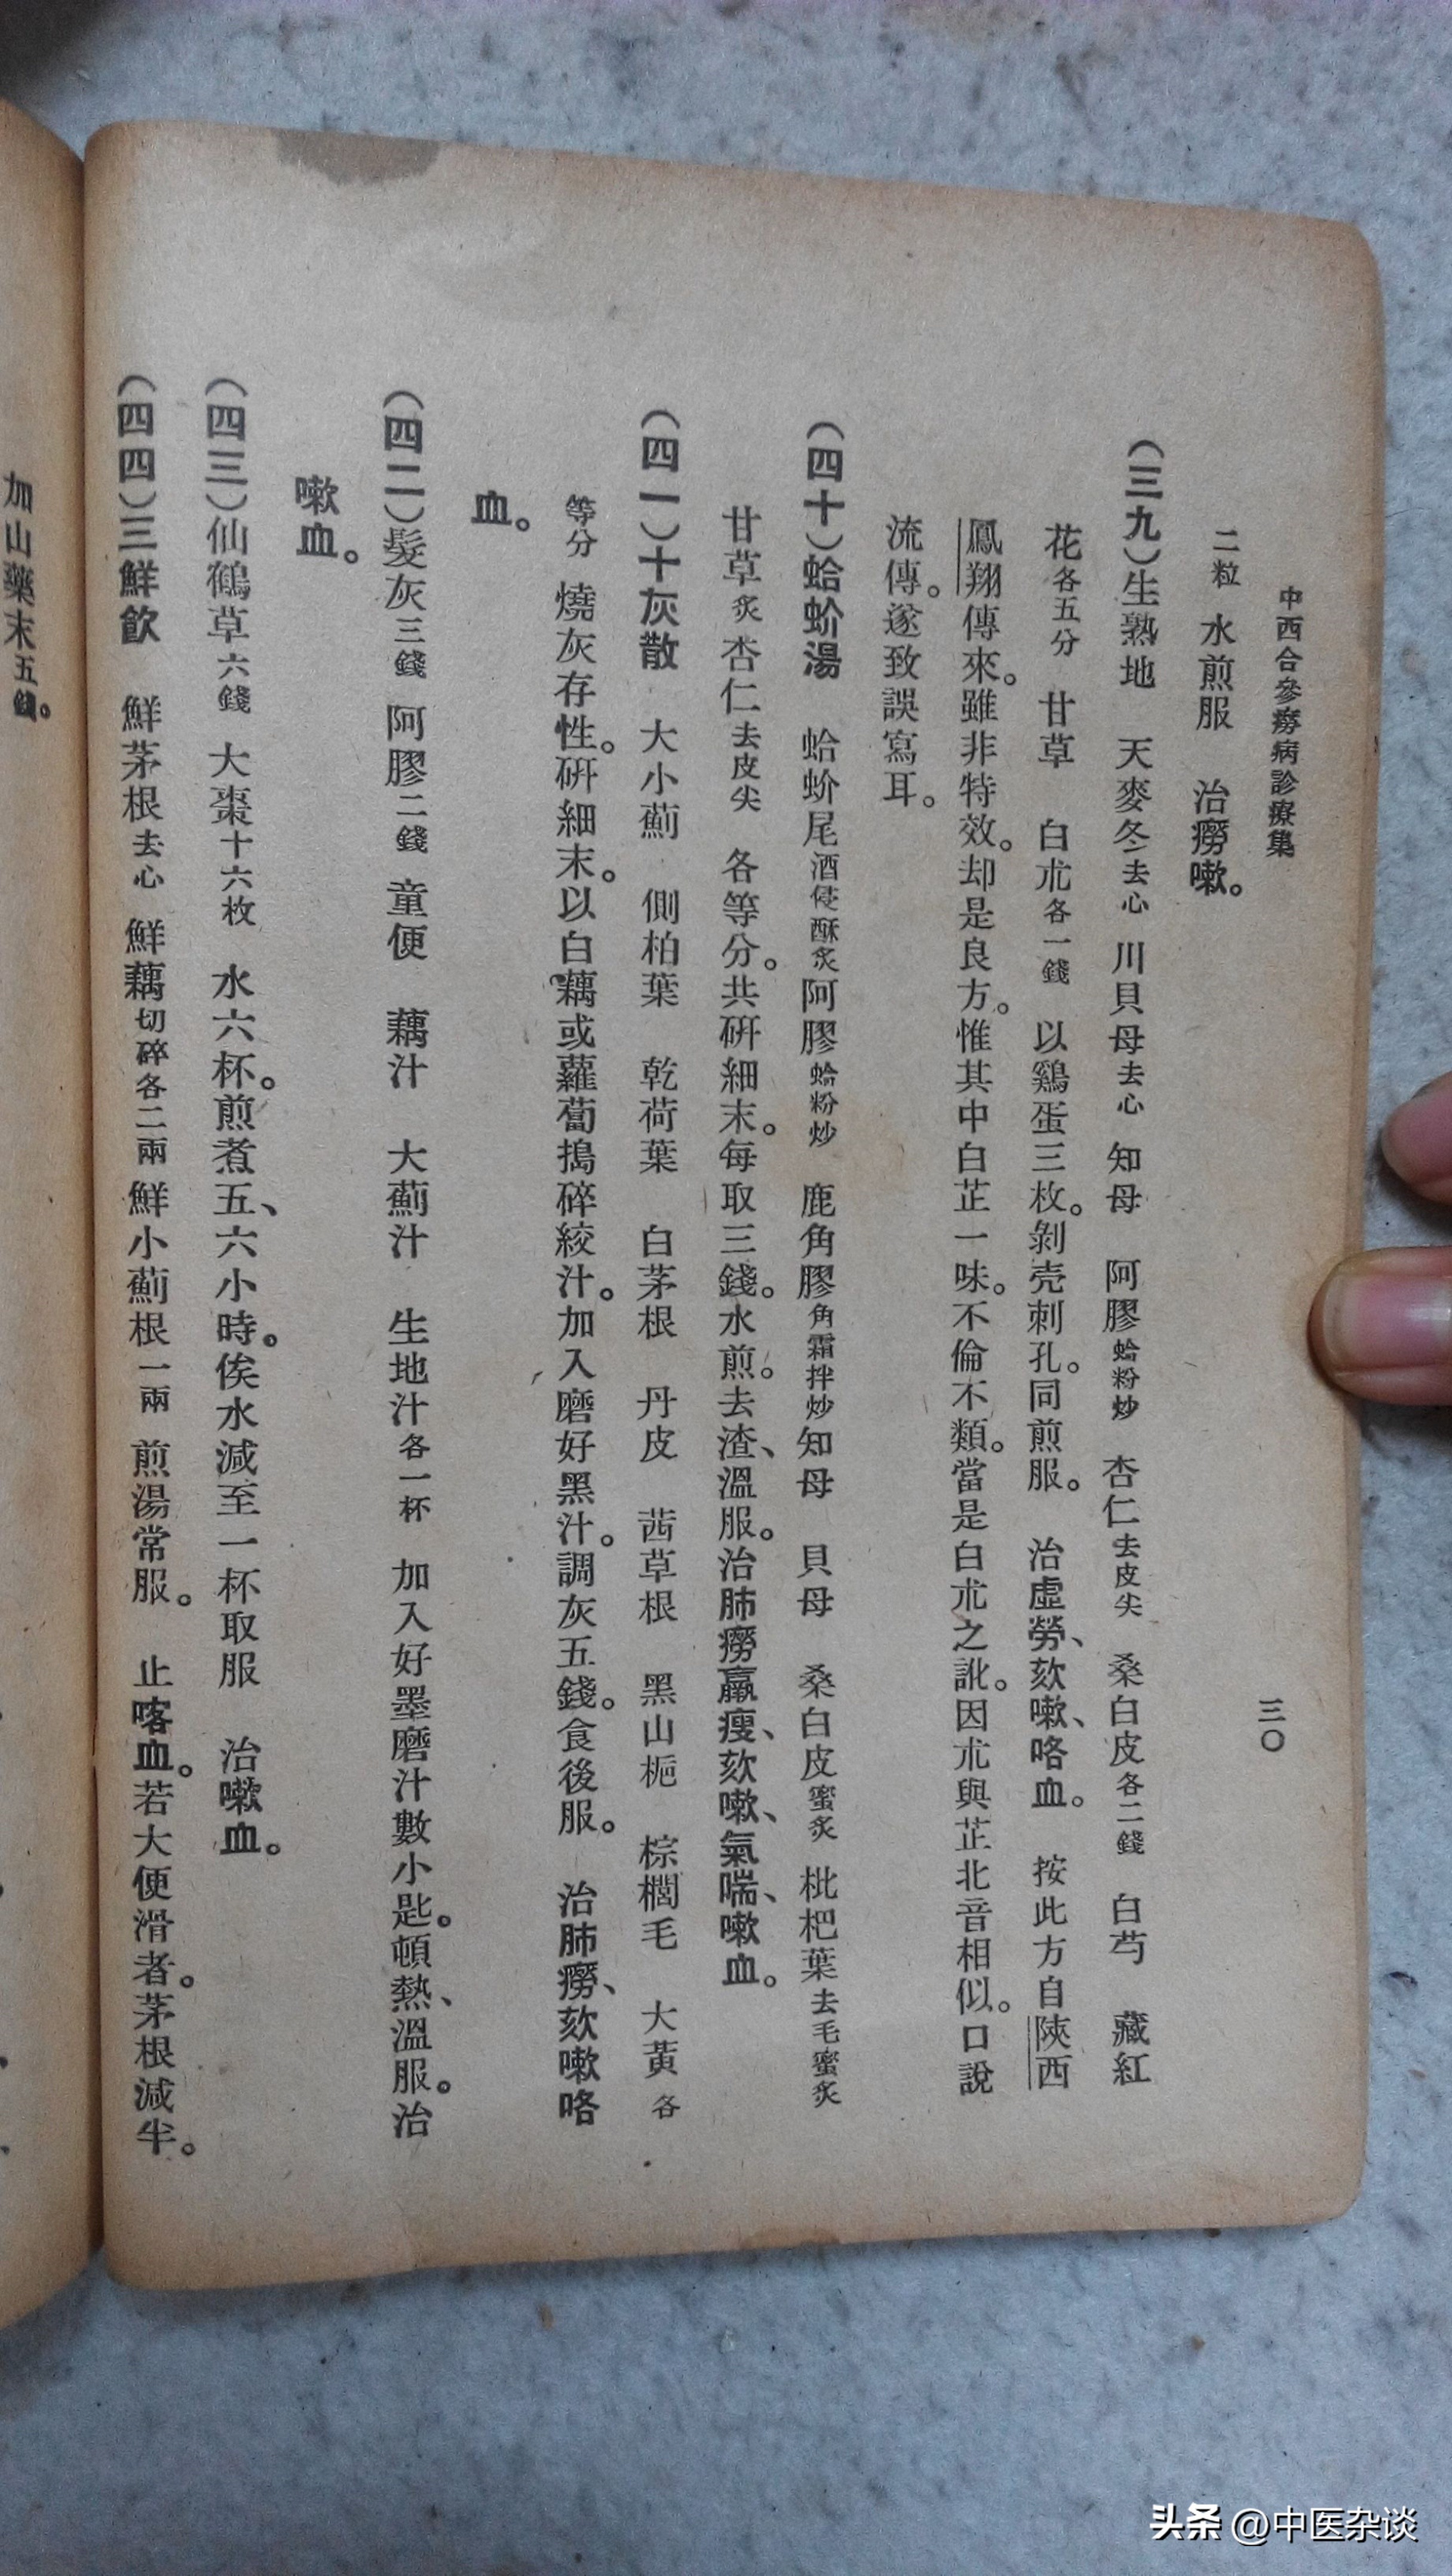 中西合參癆病診療集
三〇
二粒　水煎服　治癆嗽。
（三九）生熟地　天麥冬去心　川貝母去心　知母　阿膠蛤粉炒　杏仁去皮尖　桑白皮各二錢　白芍　藏紅
花各五分　甘草　白朮各一錢　以鷄蛋三枚。剝壳刺孔。同煎服。　治虛勞、欬嗽、咯血。　按此方自陝西
鳳翔傳來。雖非特效。却是良方。惟其中白芷一味。不倫不類。當是白朮之訛。因朮與芷北音相似。口說
流傳。遂致誤寫耳。
（四十）蛤蚧湯　蛤蚧尾酒侵酥炙　阿膠蛤粉炒　鹿角膠角霜拌炒　知母　貝母　桑白皮蜜炙　枇杷葉去毛蜜炙
甘草炙　杏仁去皮尖　各等分。共研細末。每取三錢。水煎。去渣、溫服。治肺癆羸瘦、欬嗽、氣喘、嗽血。
（四一）十灰散　大小薊　側柏葉　乾荷葉　白茅根　丹皮　茜草根　黑山梔　棕櫚毛　大黃各
等分　燒灰存性。研細末。以白藕或蘿蔔搗碎絞汁。加入磨好黑汁。調灰五錢。食後服。　治肺癆、欬嗽咯
血。
（四二）髮灰三錢　阿膠二錢　童便　藕汁　大薊汁　生地汁各一杯　加入好墨磨汁數小匙。頓熱、溫服。治
嗽血。
（四三）仙鶴草六錢　大棗十六枚　水六杯。煎煮五、六小時。俟水減至一杯取服　治嗽血。
（四四）三鮮飲　鮮茅根去心　鮮藕切碎各二兩　鮮小薊根一兩　煎湯常服。　止喀血。若大便滑者。茅根減半。
加山藥末五錢。
头条 @中医杂谈